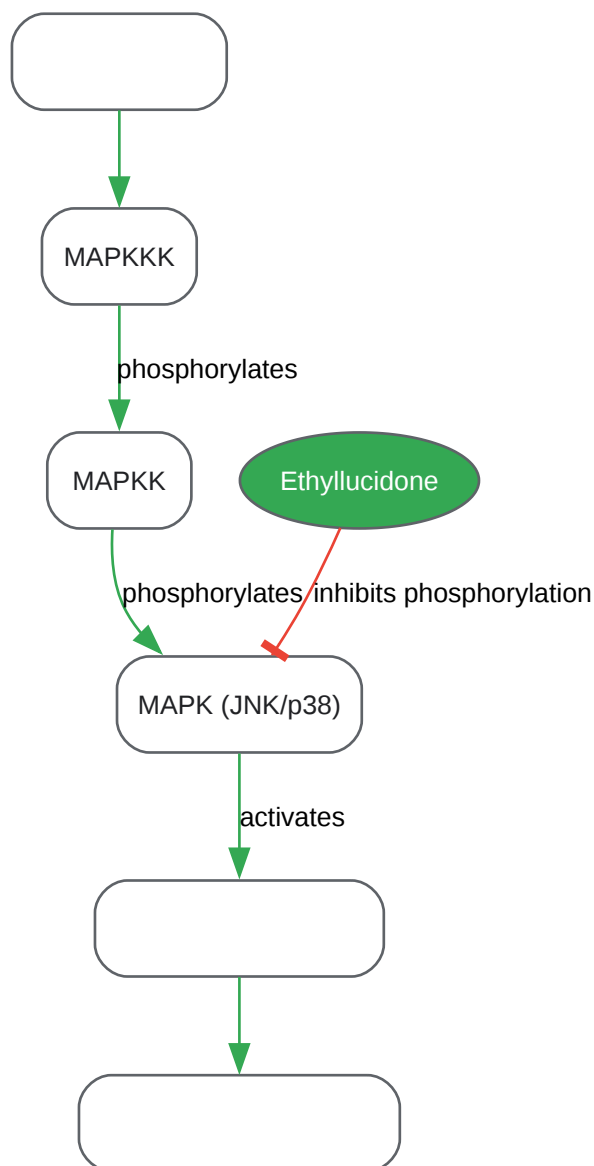 MAPKKK
phosphorylates
MAPKK
Ethyllucidone
phosphorylates
inhibits phosphorylation
MAPK (JNK/p38)
activates